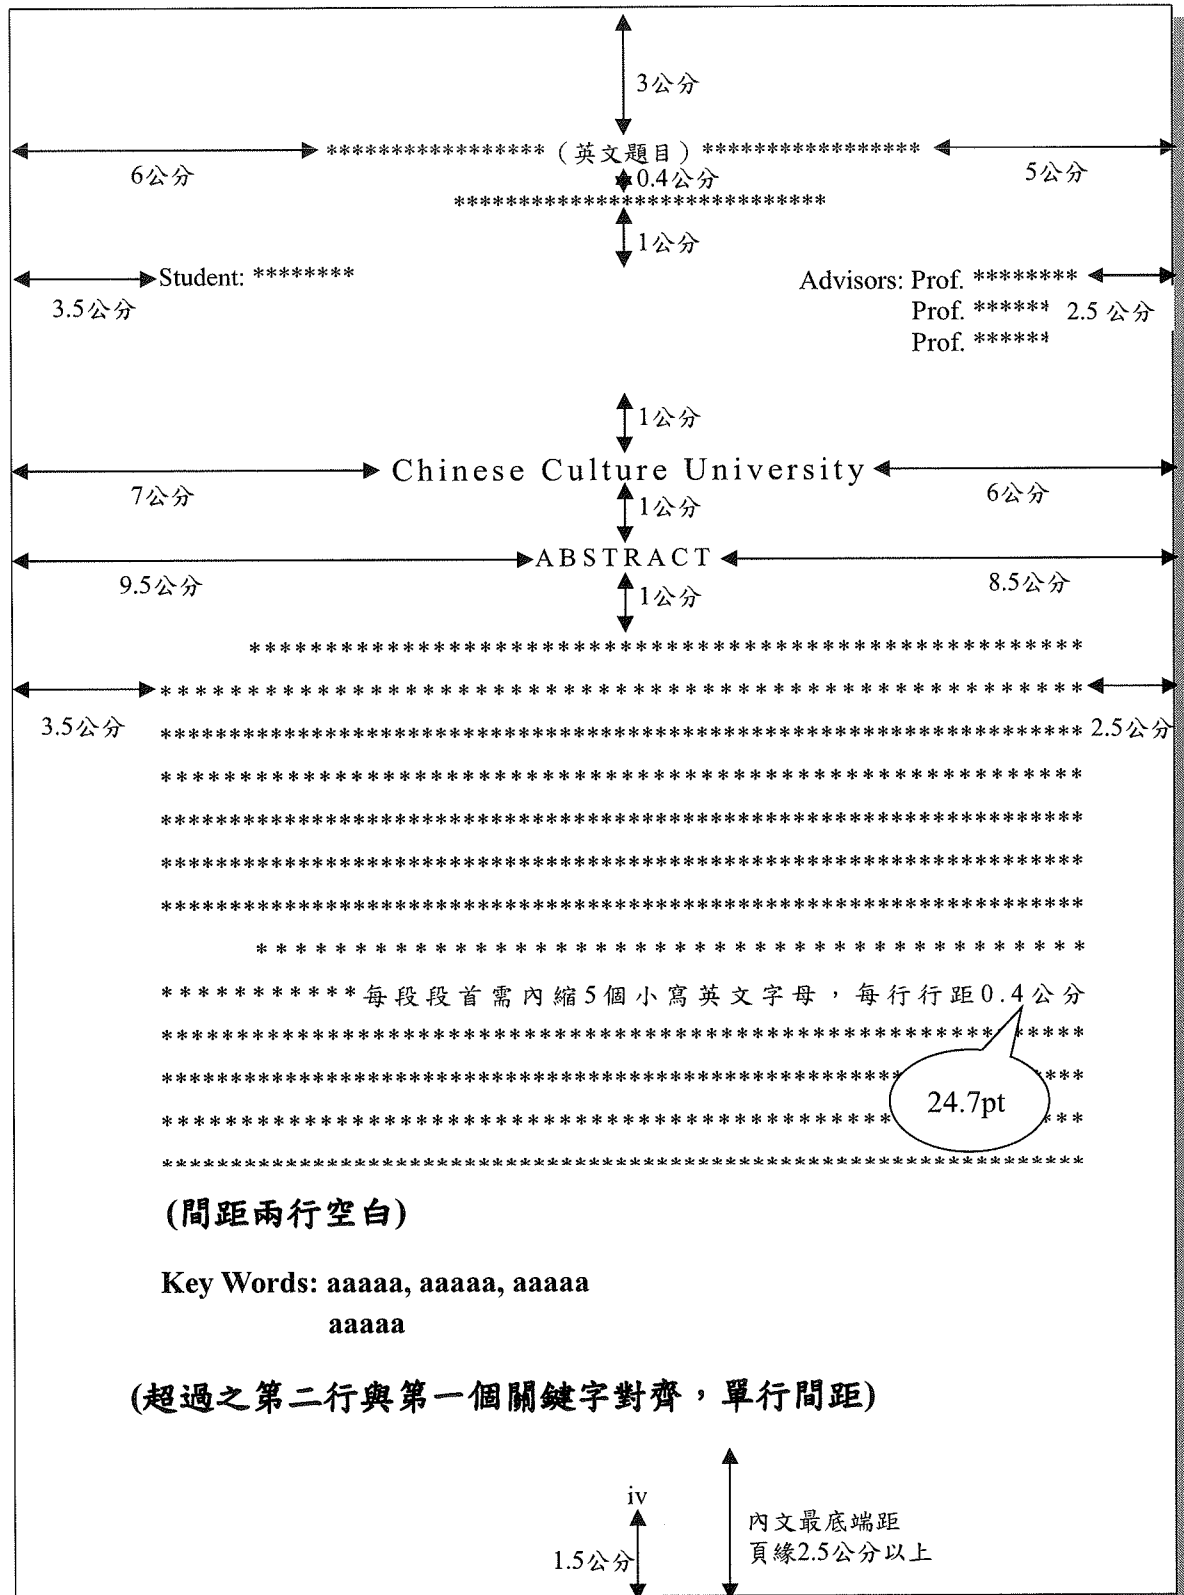 3公分
**************** (英文題目) ****************
6公分
0.4公分
5公分
****************************
1公分
Student: ********
Advisors: Prof. ********
3.5公分
Prof. ****** 2.5 公分
Prof. ******
1公分
Chinese Culture University
7公分
1公分
6公分
ABSTRACT
9.5公分
1公分
8.5公分
3.5公分
2.5公分
***********每段段首需內縮5個小寫英文字母，每行行距0.4公分
24.7pt
(間距兩行空白)
Key Words: aaaaa, aaaaa, aaaaa
aaaaa
(超過之第二行與第一個關鍵字對齊，單行間距)
iv
1.5公分
內文最底端距
頁緣2.5公分以上